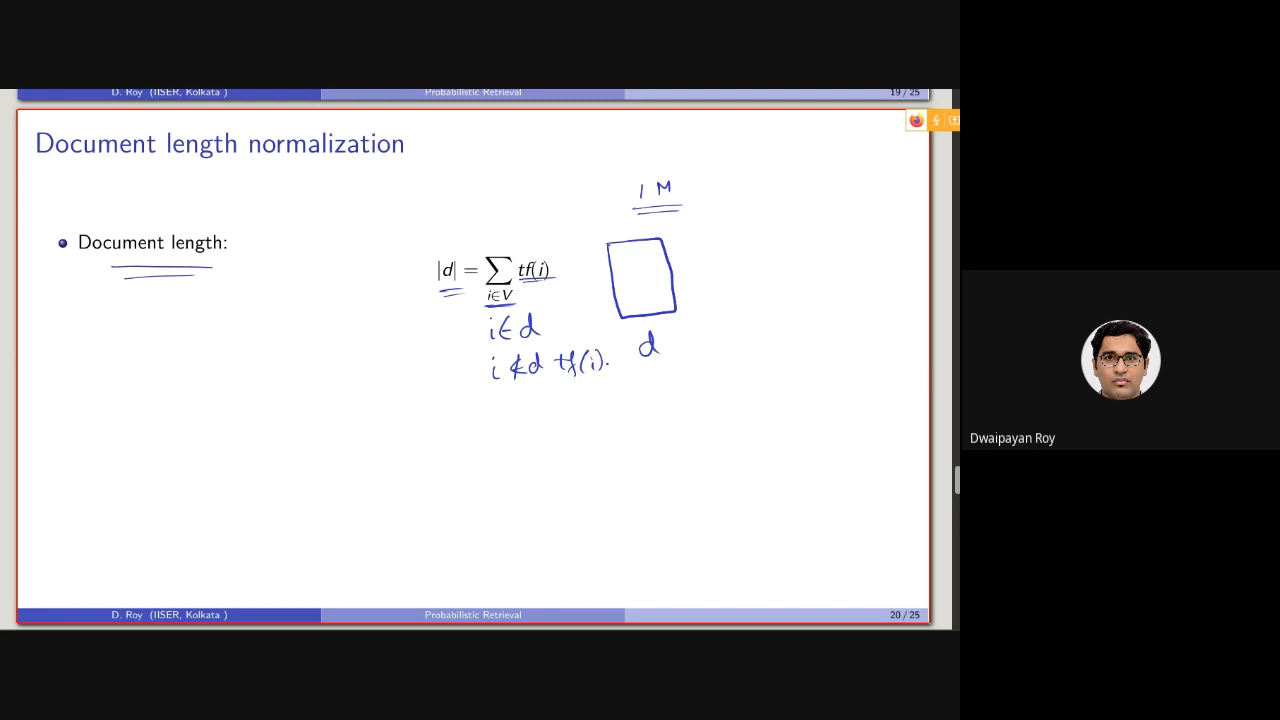 D. Roy (IISER, Kolkata ) Probabilistic Retrieval 19 / 25
Document length normalization
1 M
Document length:
|d| = ∑ tf(i)
i∈V
i∈d
d
i∉d tf(i).
Dwaipayan Roy
D. Roy (IISER, Kolkata ) Probabilistic Retrieval 20 / 25